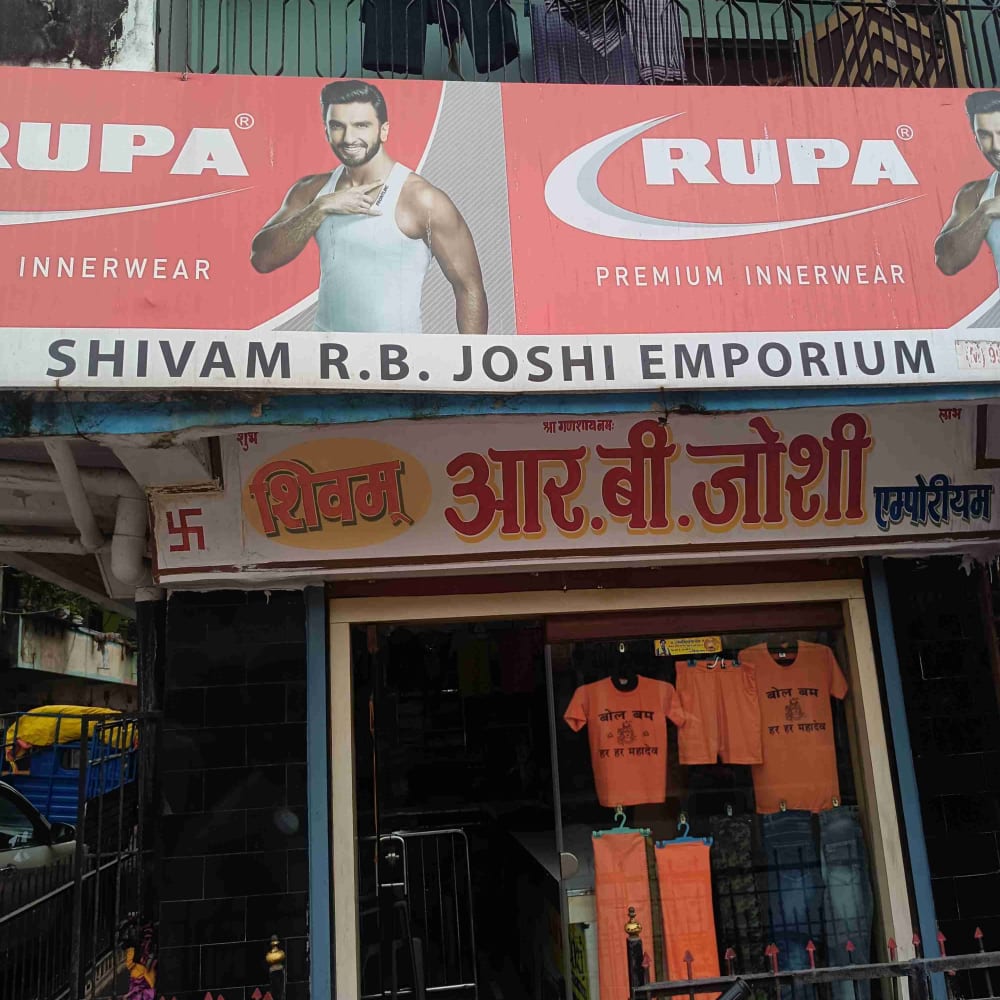 RUPA®
INNERWEAR
RUPA®
PREMIUM INNERWEAR
SHIVAM R.B. JOSHI EMPORIUM
शुभ
श्री गणेशाय नमः
लाभ
शिवम्
आर.बी.जोशी
एम्पोरीयम
बोल बम
हर हर महादेव
बोल बम
हर हर महादेव